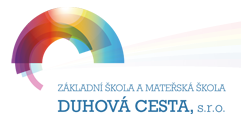 ZÁKLADNÍ ŠKOLA A MATEŘSKÁ ŠKOLA
DUHOVÁ CESTA, s.r.o.